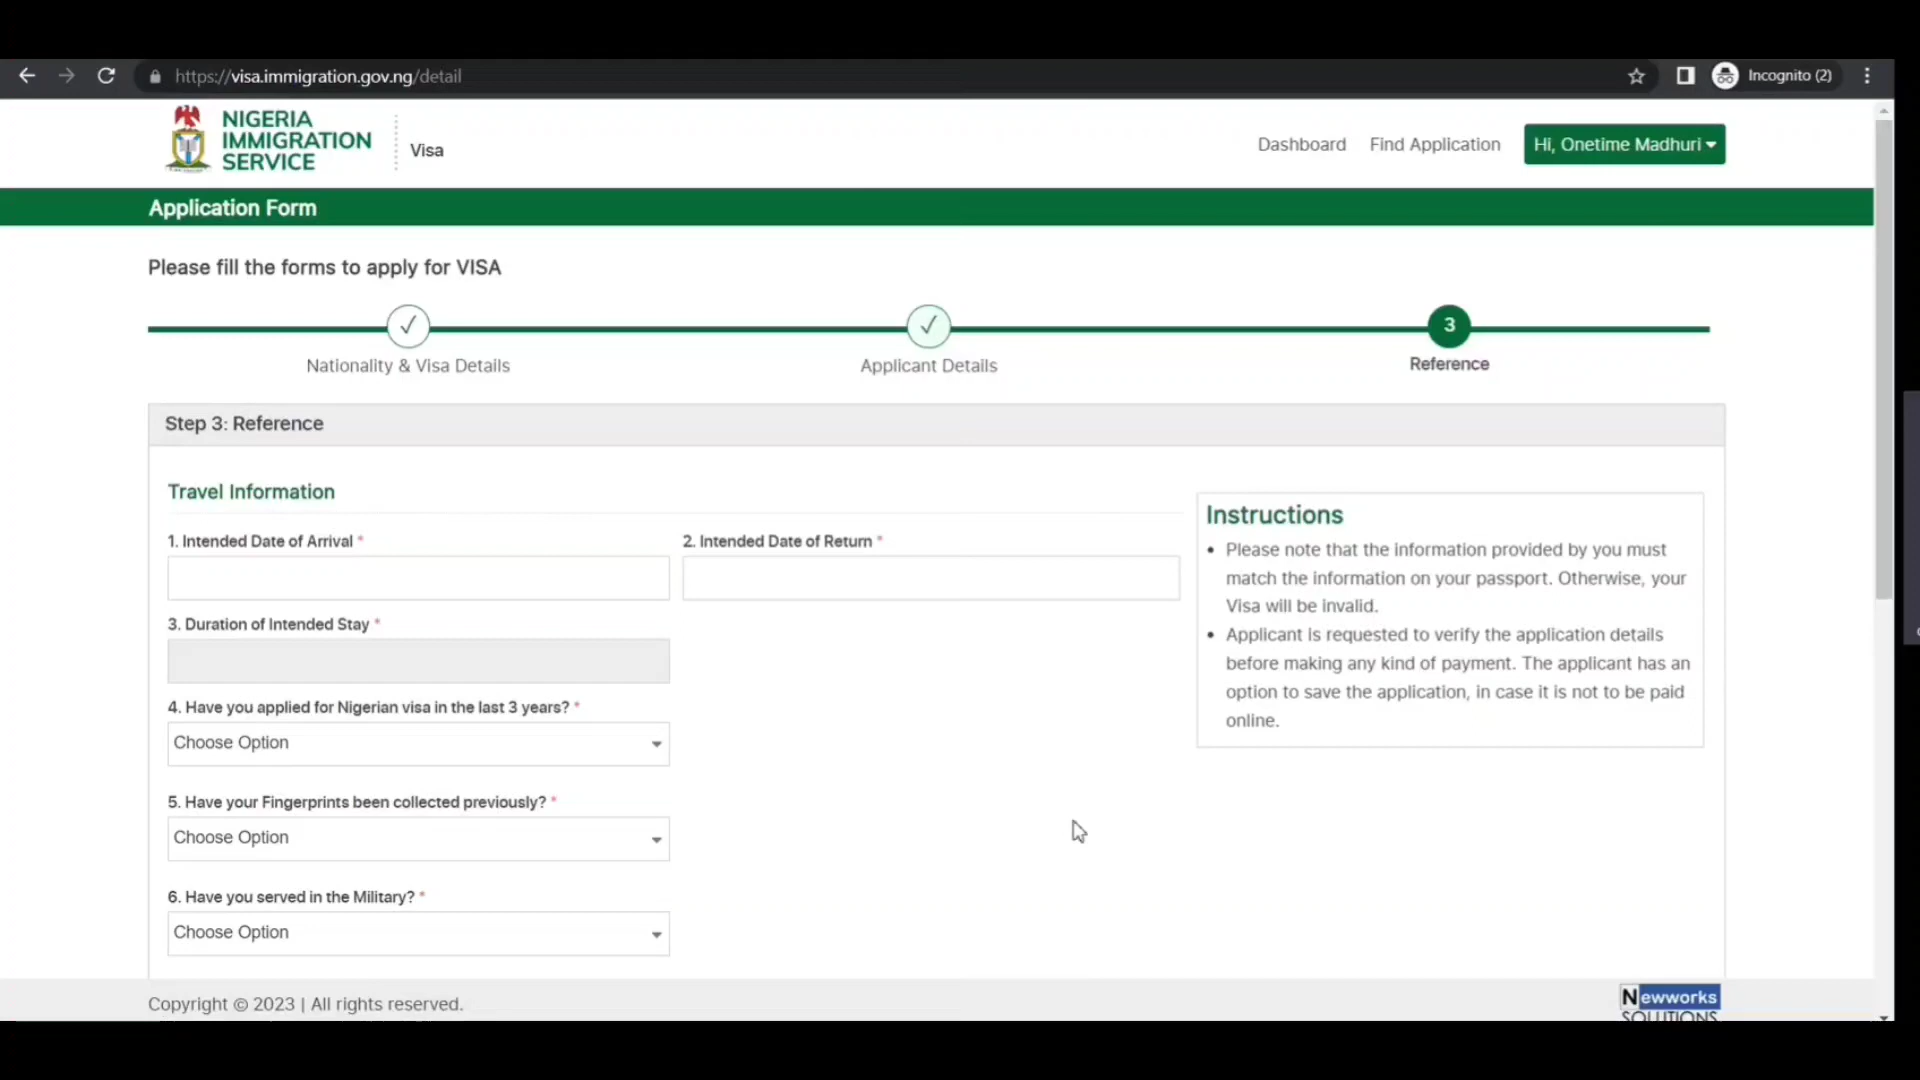 https://visa.immigration.gov.ng/detail
Incognito (2)
NIGERIA
IMMIGRATION
SERVICE
Visa
Dashboard
Find Application
Hi, Onetime Madhuri
Application Form
Please fill the forms to apply for VISA
3
Nationality & Visa Details
Applicant Details
Reference
Step 3: Reference
Travel Information
1. Intended Date of Arrival *
2. Intended Date of Return *
3. Duration of Intended Stay *
4. Have you applied for Nigerian visa in the last 3 years? *
Choose Option
5. Have your Fingerprints been collected previously? *
Choose Option
6. Have you served in the Military? *
Choose Option
Instructions
• Please note that the information provided by you must
match the information on your passport. Otherwise, your
Visa will be invalid.
• Applicant is requested to verify the application details
before making any kind of payment. The applicant has an
option to save the application, in case it is not to be paid
online.
Copyright © 2023 | All rights reserved.
Newworks
SOLUTIONS